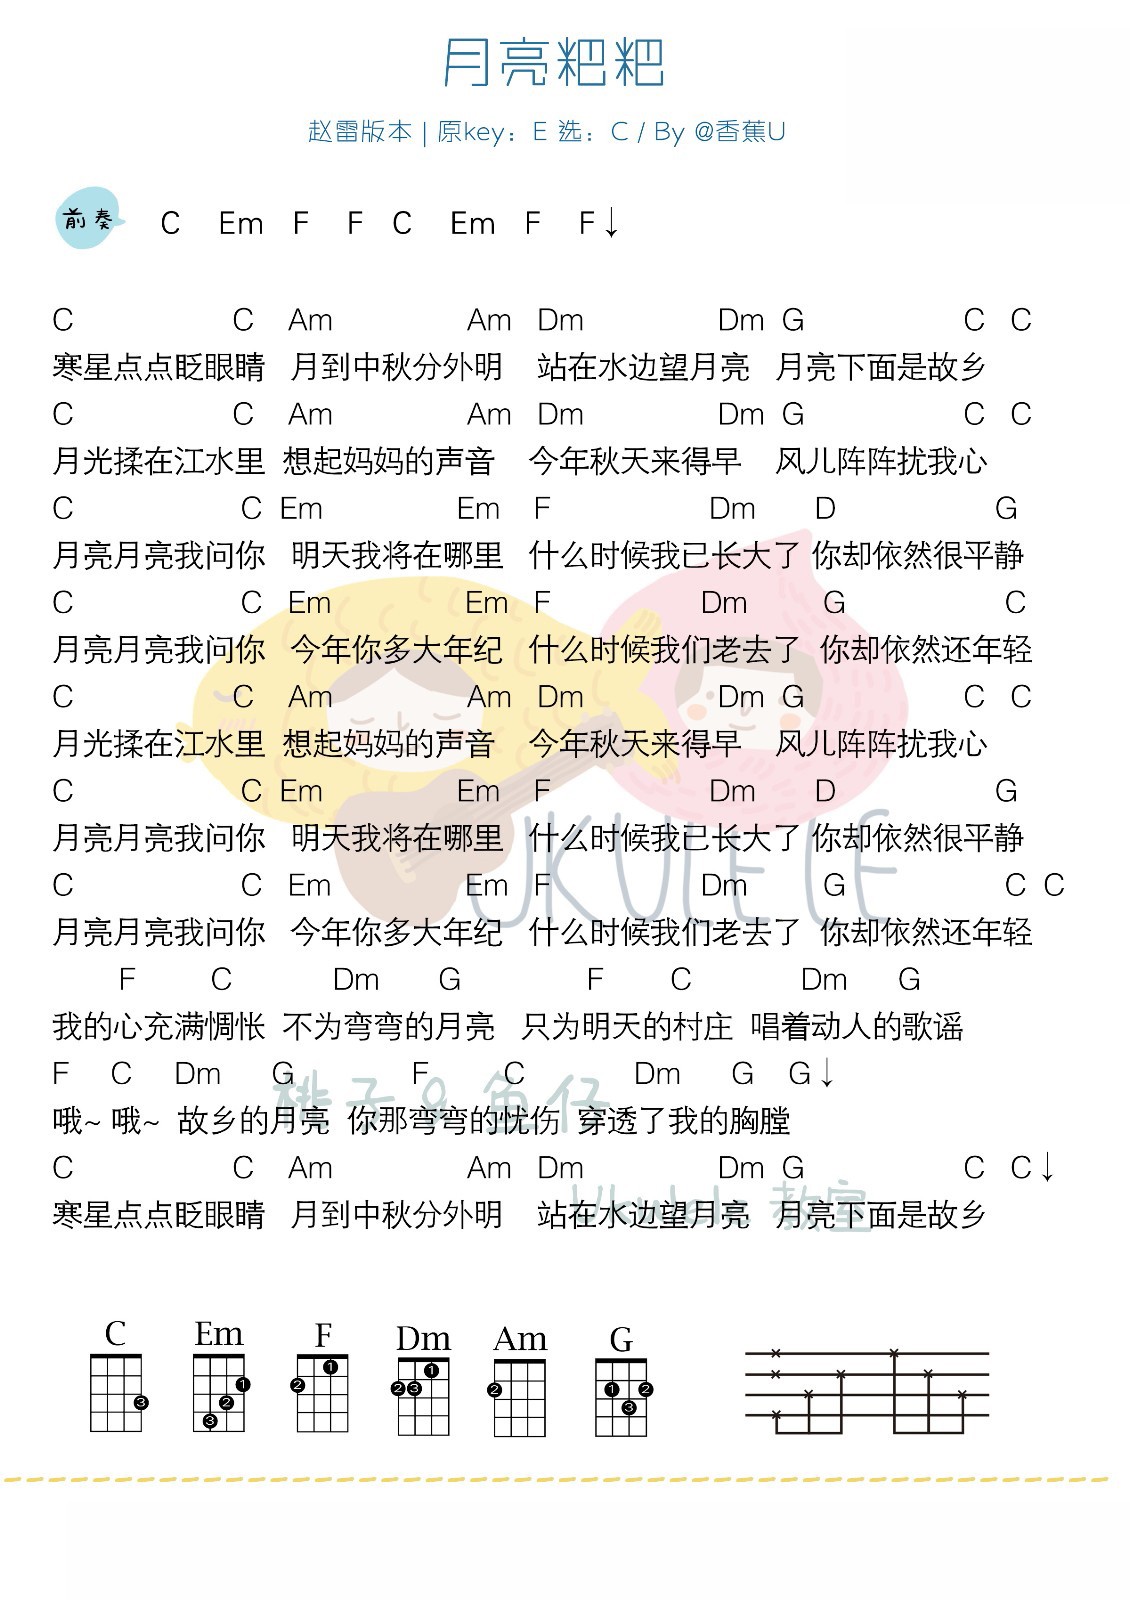 月亮粑粑
赵雷版本 | 原key：E 选：C / By @香蕉U
前奏 C Em F F C Em F F↓
C C Am Am Dm Dm G C C
寒星点点眨眼睛 月到中秋分外明 站在水边望月亮 月亮下面是故乡
C C Am Am Dm Dm G C C
月光揉在江水里 想起妈妈的声音 今年秋天来得早 风儿阵阵扰我心
C C Em Em F Dm D G
月亮月亮我问你 明天我将在哪里 什么时候我已长大了 你却依然很平静
C C Em Em F Dm G C
月亮月亮我问你 今年你多大年纪 什么时候我们老去了 你却依然还年轻
C C Am Am Dm Dm G C C
月光揉在江水里 想起妈妈的声音 今年秋天来得早 风儿阵阵扰我心
C C Em Em F Dm D G
月亮月亮我问你 明天我将在哪里 什么时候我已长大了 你却依然很平静
UKULELE
C C Em Em F Dm G C C
月亮月亮我问你 今年你多大年纪 什么时候我们老去了 你却依然还年轻
F C Dm G F C Dm G
我的心充满惆怅 不为弯弯的月亮 只为明天的村庄 唱着动人的歌谣
F C Dm G F C Dm G G↓
桃子&鱼仔
哦~ 哦~ 故乡的月亮 你那弯弯的忧伤 穿透了我的胸膛
C C Am Am Dm Dm G C C↓
Ukulele 教室
寒星点点眨眼睛 月到中秋分外明 站在水边望月亮 月亮下面是故乡
C Em F Dm Am G
3 1 2 3 1 2 1 2 3 2 1 2 3